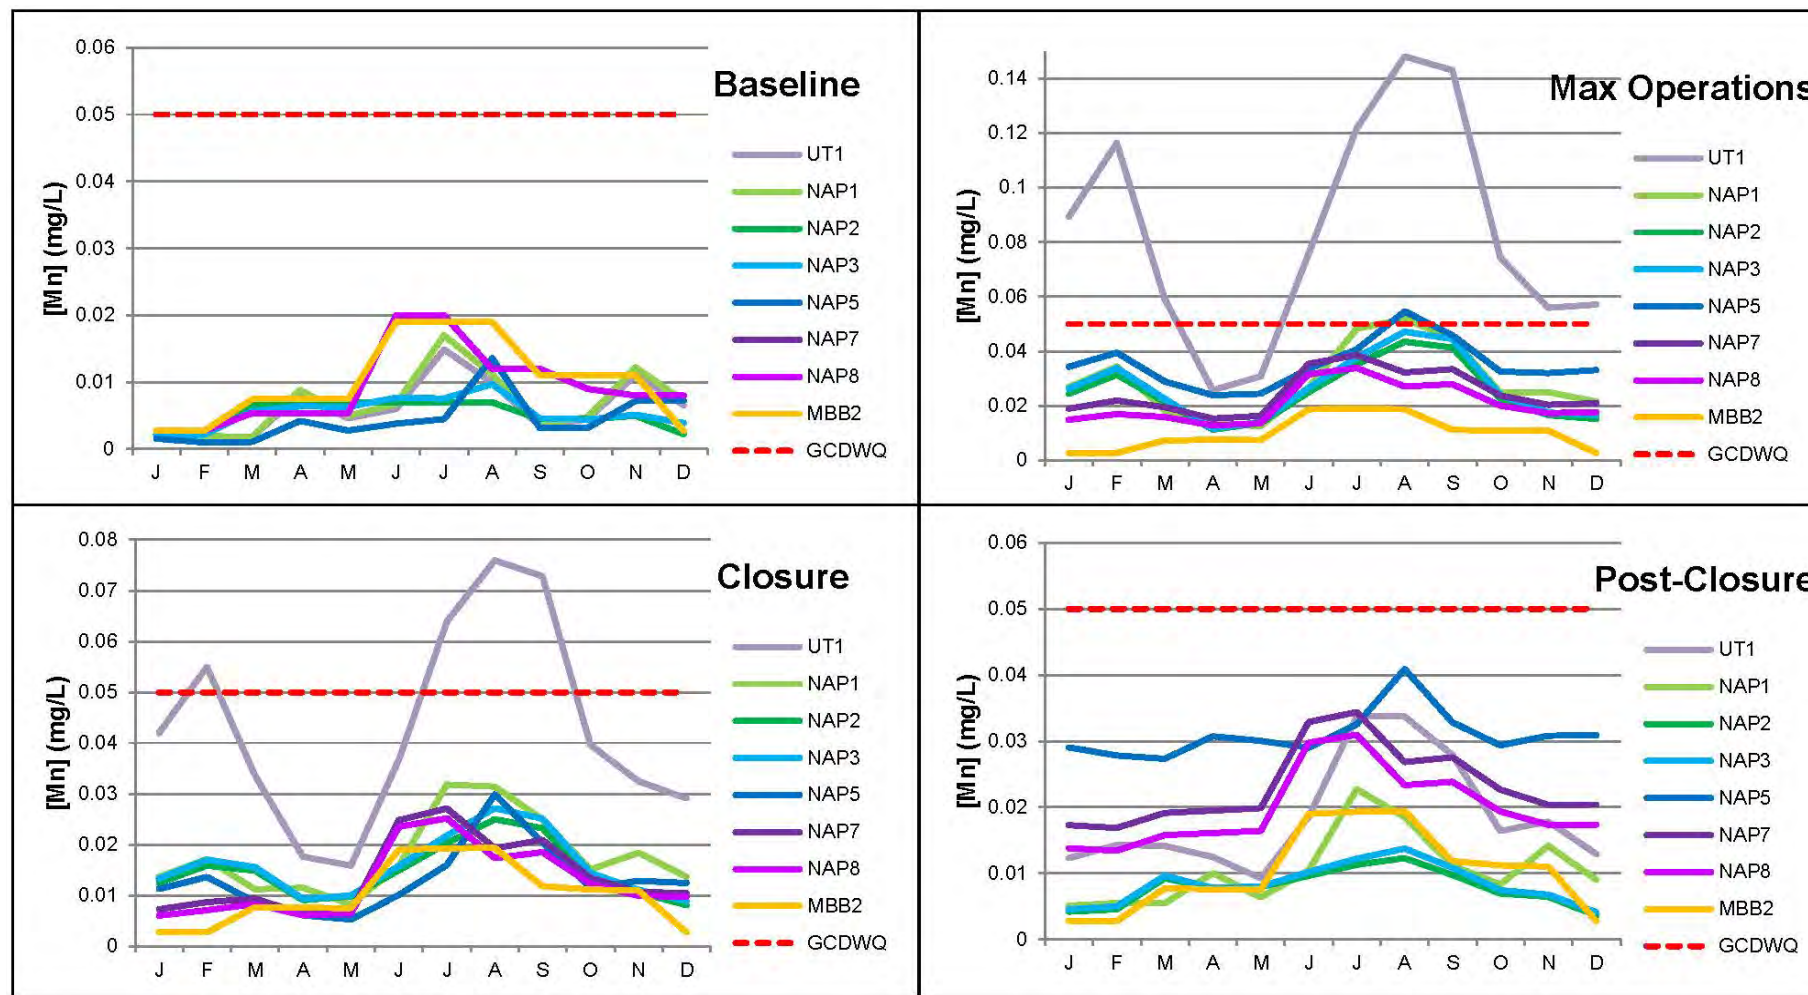 Baseline
[Mn] (mg/L)
0.06
0.05
0.04
0.03
0.02
0.01
0
J F M A M J J A S O N D
UT1
NAP1
NAP2
NAP3
NAP5
NAP7
NAP8
MBB2
GCDWQ
Max Operations
[Mn] (mg/L)
0.14
0.12
0.1
0.08
0.06
0.04
0.02
0
J F M A M J J A S O N D
UT1
NAP1
NAP2
NAP3
NAP5
NAP7
NAP8
MBB2
GCDWQ
Closure
[Mn] (mg/L)
0.08
0.07
0.06
0.05
0.04
0.03
0.02
0.01
0
J F M A M J J A S O N D
UT1
NAP1
NAP2
NAP3
NAP5
NAP7
NAP8
MBB2
GCDWQ
Post-Closure
[Mn] (mg/L)
0.06
0.05
0.04
0.03
0.02
0.01
0
J F M A M J J A S O N D
UT1
NAP1
NAP2
NAP3
NAP5
NAP7
NAP8
MBB2
GCDWQ